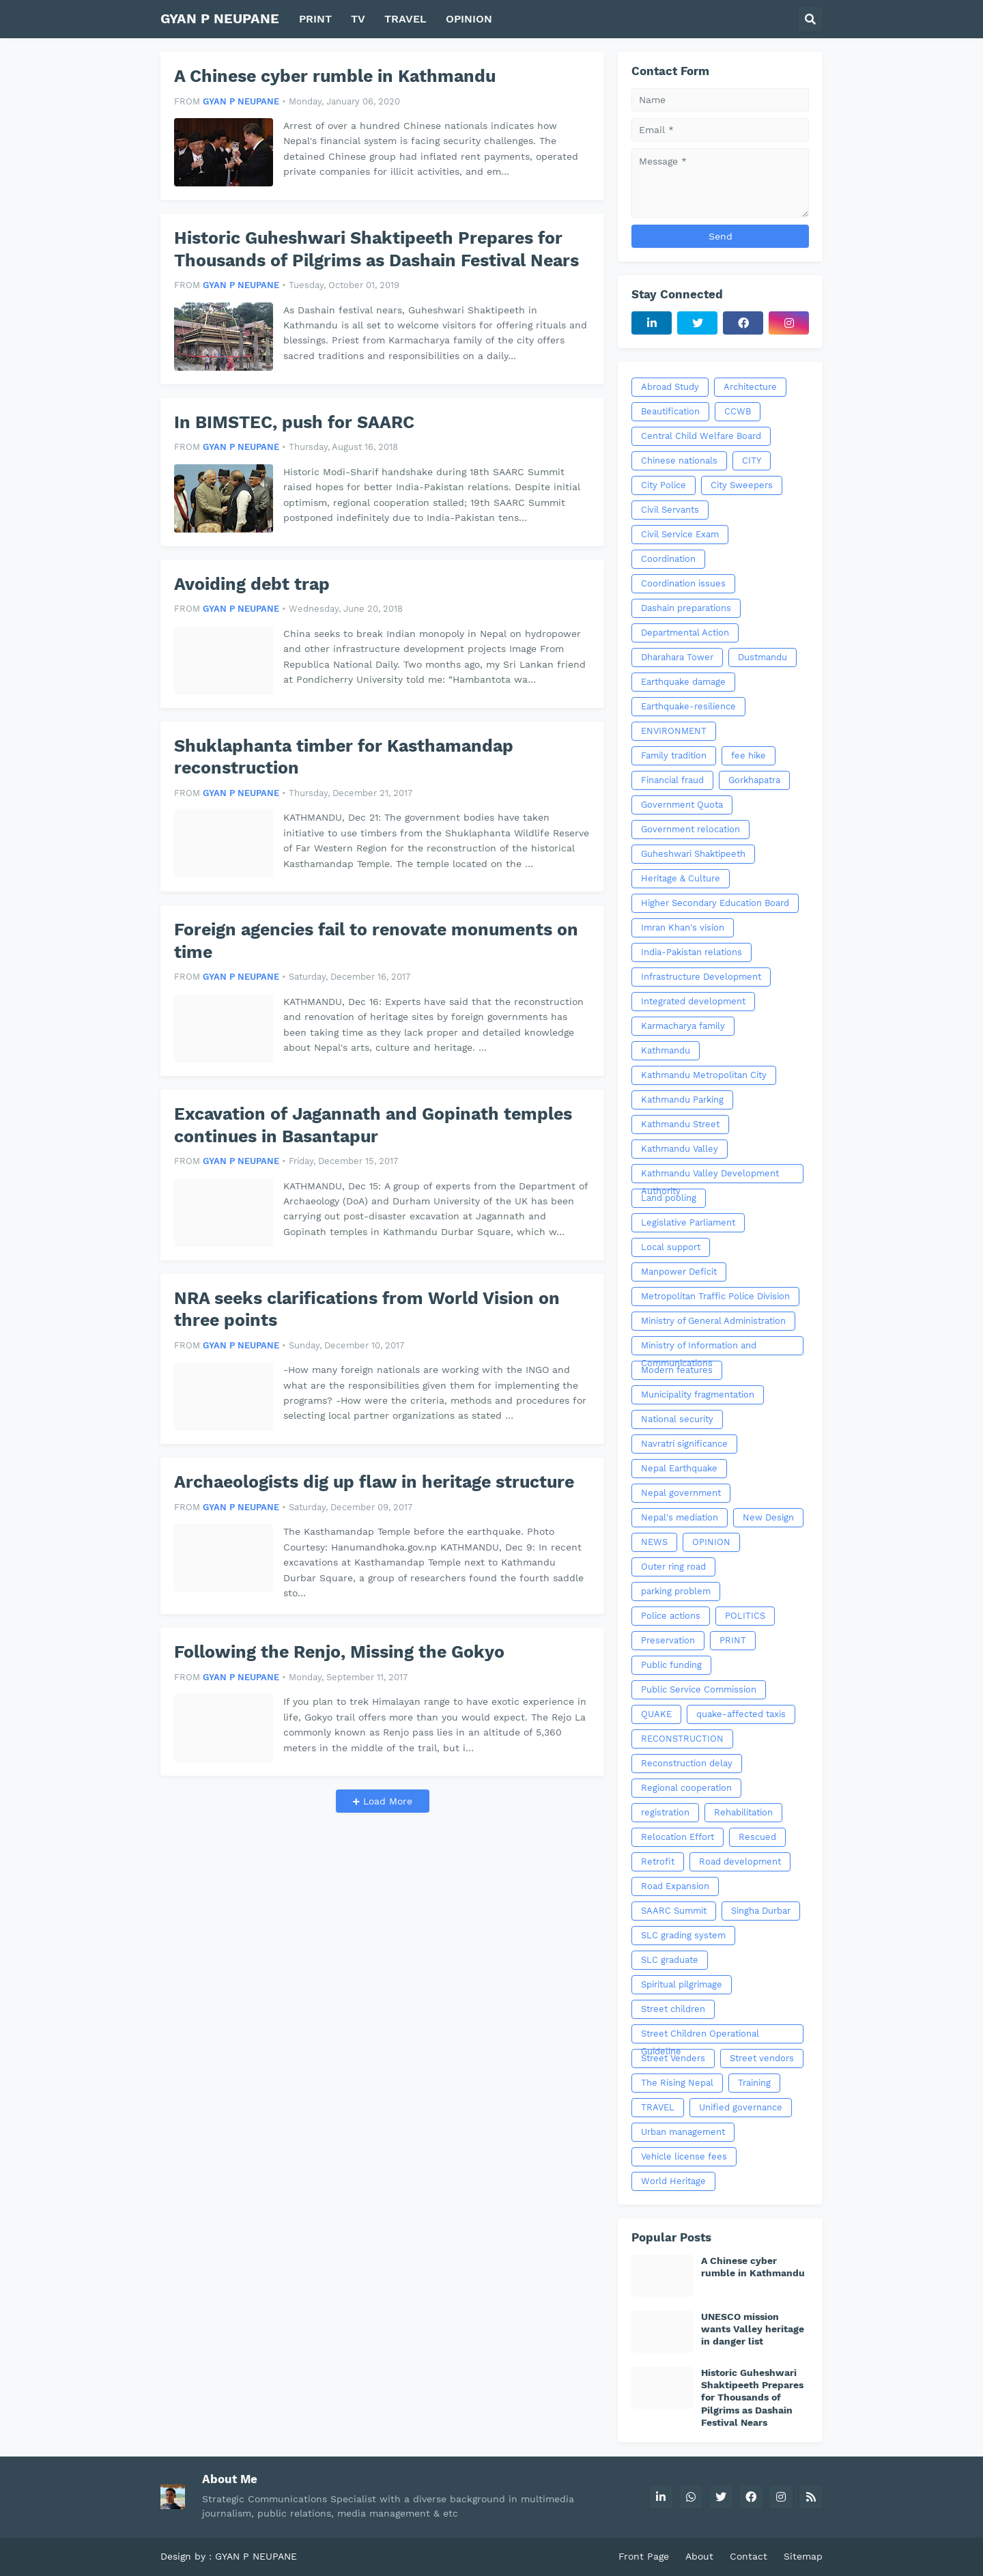 GYAN P NEUPANE PRINT TV TRAVEL OPINION
A Chinese cyber rumble in Kathmandu
FROM GYAN P NEUPANE - Monday, January 06, 2020
Arrest of over a hundred Chinese nationals indicates how
Nepal's financial system is facing security challenges. The
detained Chinese group had inflated rent payments, operated
private companies for illicit activities, and em…
Historic Guheshwari Shaktipeeth Prepares for
Thousands of Pilgrims as Dashain Festival Nears
FROM GYAN P NEUPANE - Tuesday, October 01, 2019
As Dashain festival nears, Guheshwari Shaktipeeth in
Kathmandu is all set to welcome visitors for offering rituals and
blessings. Priest from Karmacharya family of the city offers
sacred traditions and responsibilities on a daily…
In BIMSTEC, push for SAARC
FROM GYAN P NEUPANE - Thursday, August 16, 2018
Historic Modi-Sharif handshake during 18th SAARC Summit
raised hopes for better India-Pakistan relations. Despite initial
optimism, regional cooperation stalled; 19th SAARC Summit
postponed indefinitely due to India-Pakistan tens…
Avoiding debt trap
FROM GYAN P NEUPANE - Wednesday, June 20, 2018
China seeks to break Indian monopoly in Nepal on hydropower
and other infrastructure development projects Image From
Republica National Daily. Two months ago, my Sri Lankan friend
at Pondicherry University told me: "Hambantota wa…
Shuklaphanta timber for Kasthamandap
reconstruction
FROM GYAN P NEUPANE - Thursday, December 21, 2017
KATHMANDU, Dec 21: The government bodies have taken
initiative to use timbers from the Shuklaphanta Wildlife Reserve
of Far Western Region for the reconstruction of the historical
Kasthamandap Temple. The temple located on the …
Foreign agencies fail to renovate monuments on
time
FROM GYAN P NEUPANE - Saturday, December 16, 2017
KATHMANDU, Dec 16: Experts have said that the reconstruction
and renovation of heritage sites by foreign governments has
been taking time as they lack proper and detailed knowledge
about Nepal's arts, culture and heritage. …
Excavation of Jagannath and Gopinath temples
continues in Basantapur
FROM GYAN P NEUPANE - Friday, December 15, 2017
KATHMANDU, Dec 15: A group of experts from the Department of
Archaeology (DoA) and Durham University of the UK has been
carrying out post-disaster excavation at Jagannath and
Gopinath temples in Kathmandu Durbar Square, which w…
NRA seeks clarifications from World Vision on
three points
FROM GYAN P NEUPANE - Sunday, December 10, 2017
-How many foreign nationals are working with the INGO and
what are the responsibilities given them for implementing the
programs? -How were the criteria, methods and procedures for
selecting local partner organizations as stated …
Archaeologists dig up flaw in heritage structure
FROM GYAN P NEUPANE - Saturday, December 09, 2017
The Kasthamandap Temple before the earthquake. Photo
Courtesy: Hanumandhoka.gov.np KATHMANDU, Dec 9: In recent
excavations at Kasthamandap Temple next to Kathmandu
Durbar Square, a group of researchers found the fourth saddle
sto…
Following the Renjo, Missing the Gokyo
FROM GYAN P NEUPANE - Monday, September 11, 2017
If you plan to trek Himalayan range to have exotic experience in
life, Gokyo trail offers more than you would expect. The Rejo La
commonly known as Renjo pass lies in an altitude of 5,360
meters in the middle of the trail, but i…
+ Load More
Contact Form
Name
Email *
Message *
Send
Stay Connected
Abroad Study Architecture
Beautification CCWB
Central Child Welfare Board
Chinese nationals CITY
City Police City Sweepers
Civil Servants
Civil Service Exam
Coordination
Coordination issues
Dashain preparations
Departmental Action
Dharahara Tower Dustmandu
Earthquake damage
Earthquake-resilience
ENVIRONMENT
Family tradition fee hike
Financial fraud Gorkhapatra
Government Quota
Government relocation
Guheshwari Shaktipeeth
Heritage & Culture
Higher Secondary Education Board
Imran Khan's vision
India-Pakistan relations
Infrastructure Development
Integrated development
Karmacharya family
Kathmandu
Kathmandu Metropolitan City
Kathmandu Parking
Kathmandu Street
Kathmandu Valley
Kathmandu Valley Development
Authority
Land pooling
Legislative Parliament
Local support
Manpower Deficit
Metropolitan Traffic Police Division
Ministry of General Administration
Ministry of Information and
Communications
Modern features
Municipality fragmentation
National security
Navratri significance
Nepal Earthquake
Nepal government
Nepal's mediation New Design
NEWS OPINION
Outer ring road
parking problem
Police actions POLITICS
Preservation PRINT
Public funding
Public Service Commission
QUAKE quake-affected taxis
RECONSTRUCTION
Reconstruction delay
Regional cooperation
registration Rehabilitation
Relocation Effort Rescued
Retrofit Road development
Road Expansion
SAARC Summit Singha Durbar
SLC grading system
SLC graduate
Spiritual pilgrimage
Street children
Street Children Operational
Guideline
Street Venders Street vendors
The Rising Nepal Training
TRAVEL Unified governance
Urban management
Vehicle license fees
World Heritage
Popular Posts
A Chinese cyber
rumble in Kathmandu
UNESCO mission
wants Valley heritage
in danger list
Historic Guheshwari
Shaktipeeth Prepares
for Thousands of
Pilgrims as Dashain
Festival Nears
About Me
Strategic Communications Specialist with a diverse background in multimedia
journalism, public relations, media management & etc
Design by : GYAN P NEUPANE
Front Page About Contact Sitemap